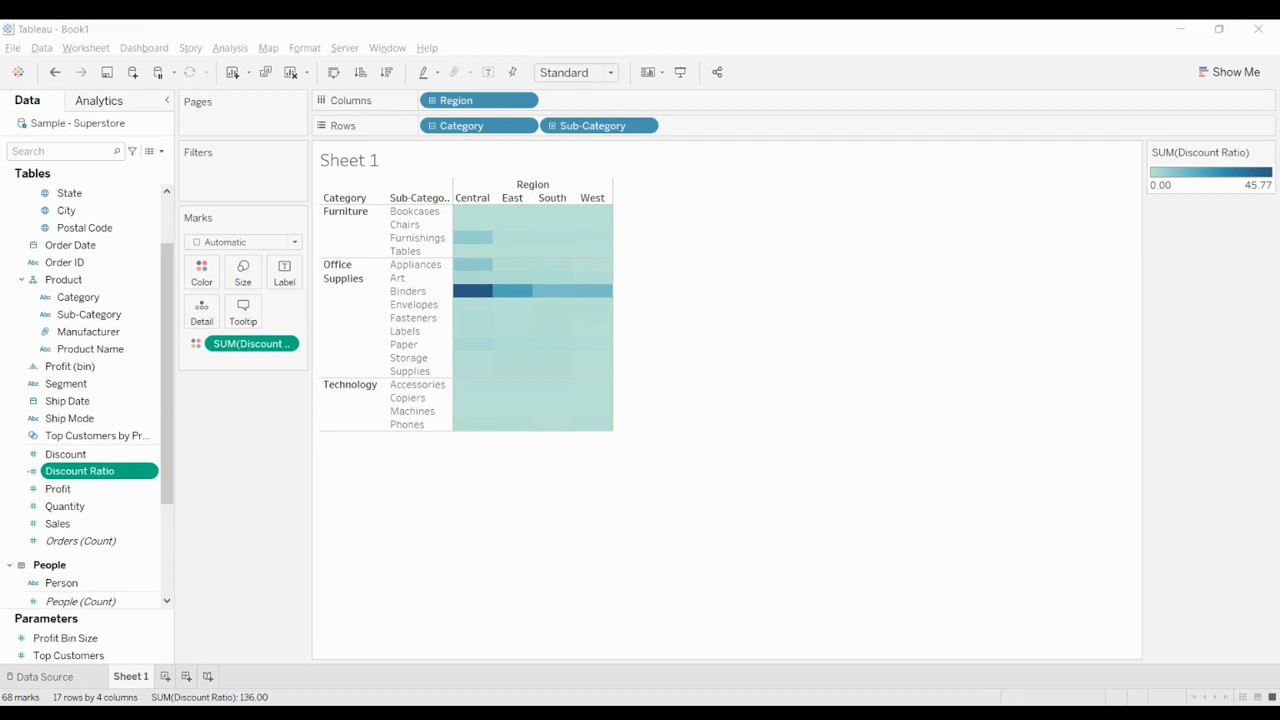 Tableau - Book1
File Data Worksheet Dashboard Story Analysis Map Format Server Window Help
Standard
Show Me
Data Analytics
Sample - Superstore
Search
Tables
State
City
Postal Code
Order Date
Order ID
Product
Category
Sub-Category
Manufacturer
Product Name
Profit (bin)
Segment
Ship Date
Ship Mode
Top Customers by Pr...
Discount
Discount Ratio
Profit
Quantity
Sales
Orders (Count)
People
Person
People (Count)
Parameters
Profit Bin Size
Top Customers
Pages
Filters
Marks
Automatic
Color Size Label
Detail Tooltip
SUM(Discount ..
Columns Region
Rows Category Sub-Category
Sheet 1
Region
Category Sub-Catego.. Central East South West
Furniture Bookcases
Chairs
Furnishings
Tables
Office Appliances
Supplies Art
Binders
Envelopes
Fasteners
Labels
Paper
Storage
Supplies
Technology Accessories
Copiers
Machines
Phones
SUM(Discount Ratio)
0.00 45.77
Data Source Sheet 1
68 marks 17 rows by 4 columns SUM(Discount Ratio): 136.00